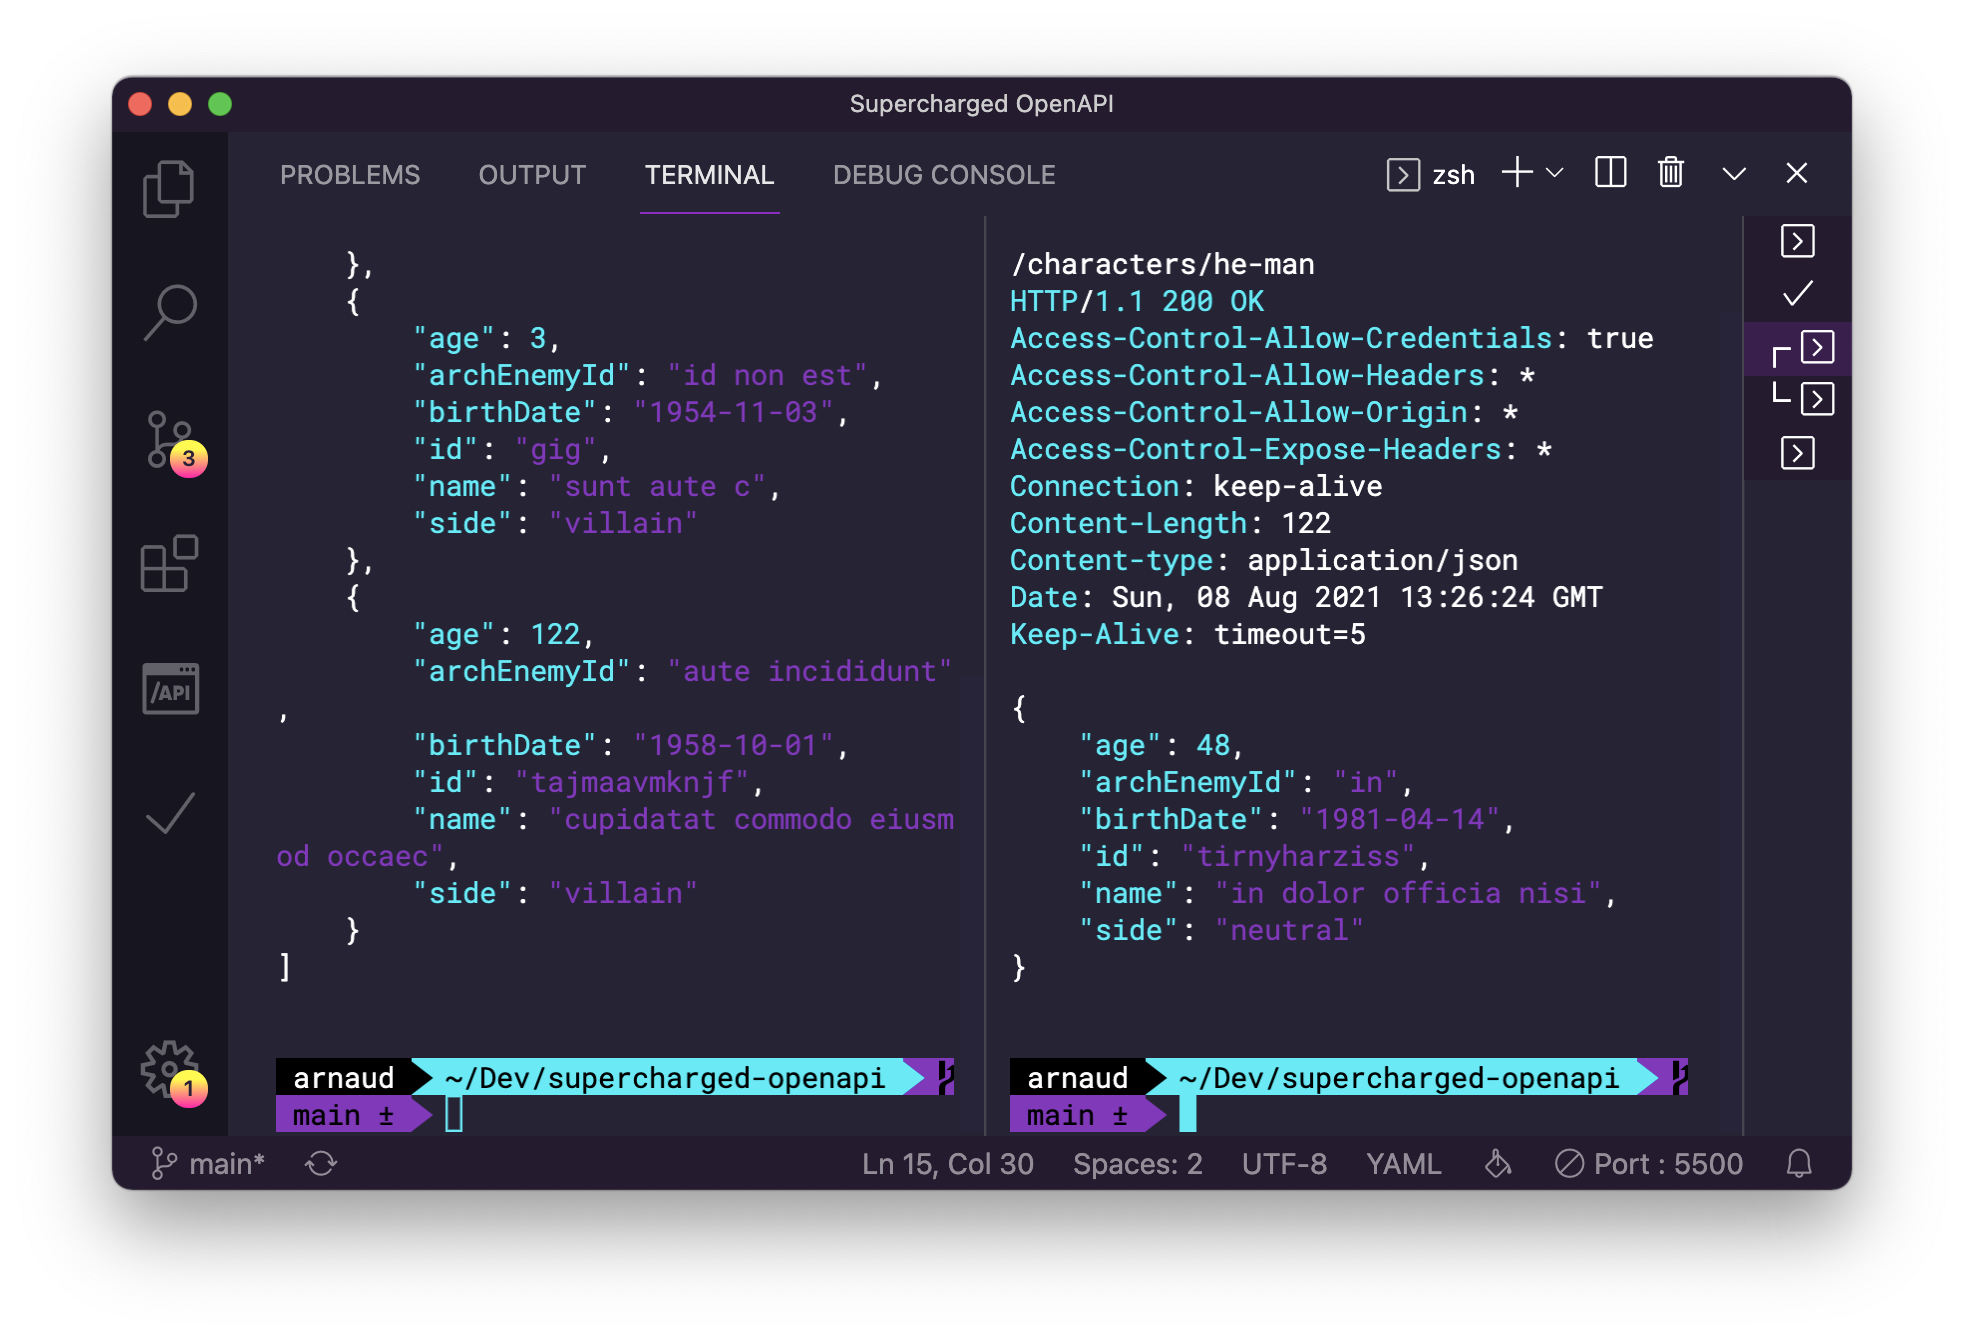 Supercharged OpenAPI
PROBLEMS OUTPUT TERMINAL DEBUG CONSOLE zsh
},
{
"age": 3,
"archEnemyId": "id non est",
"birthDate": "1954-11-03",
"id": "gig",
"name": "sunt aute c",
"side": "villain"
},
{
"age": 122,
"archEnemyId": "aute incididunt"
,
"birthDate": "1958-10-01",
"id": "tajmaavmknjf",
"name": "cupidatat commodo eiusm
od occaec",
"side": "villain"
}
]
arnaud ~/Dev/supercharged-openapi
main ±
/characters/he-man
HTTP/1.1 200 OK
Access-Control-Allow-Credentials: true
Access-Control-Allow-Headers: *
Access-Control-Allow-Origin: *
Access-Control-Expose-Headers: *
Connection: keep-alive
Content-Length: 122
Content-type: application/json
Date: Sun, 08 Aug 2021 13:26:24 GMT
Keep-Alive: timeout=5
{
"age": 48,
"archEnemyId": "in",
"birthDate": "1981-04-14",
"id": "tirnyharziss",
"name": "in dolor officia nisi",
"side": "neutral"
}
arnaud ~/Dev/supercharged-openapi
main ±
3
/API
1
main* Ln 15, Col 30 Spaces: 2 UTF-8 YAML Port : 5500